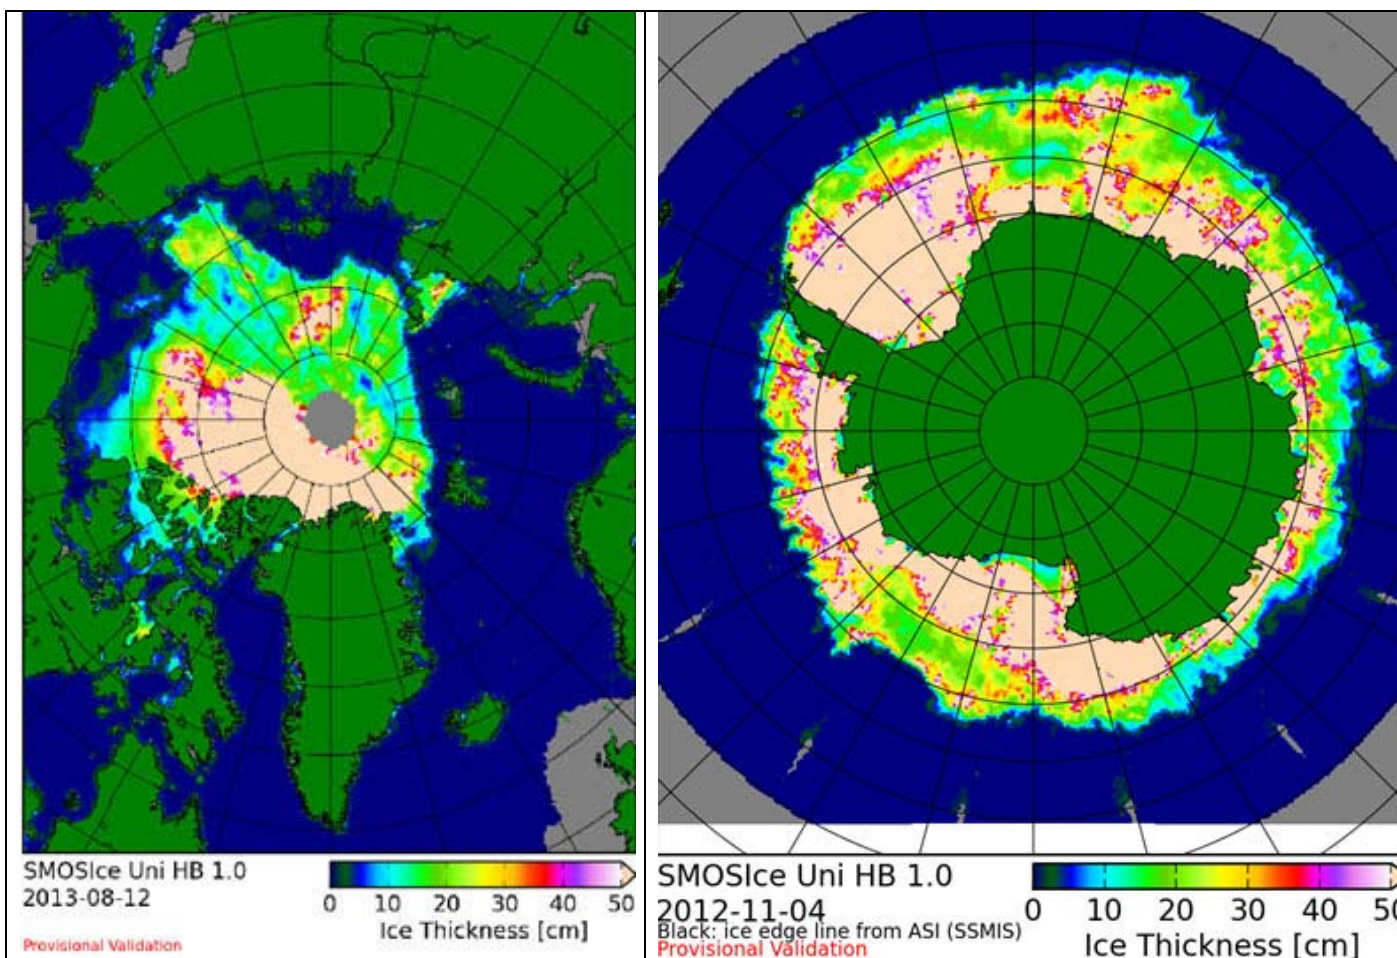 SMOSIce Uni HB 1.0
2013-08-12
0 10 20 30 40 50
Ice Thickness [cm]
Provisional Validation
SMOSIce Uni HB 1.0
2012-11-04
0 10 20 30 40 5
Black: ice edge line from ASI (SSMIS)
Ice Thickness [cm]
Provisional Validation